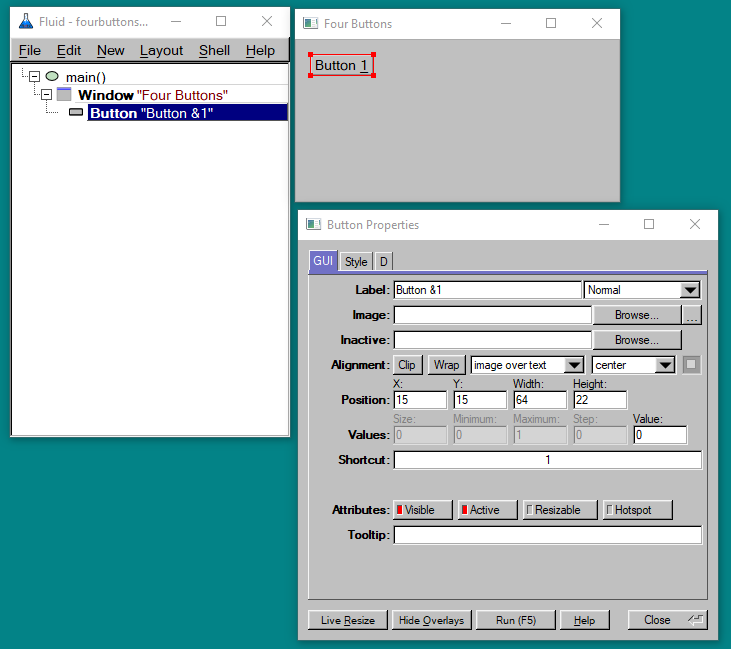 Fluid - fourbuttons...
File Edit New Layout Shell Help
main()
Window "Four Buttons"
Button "Button &1"
Four Buttons
Button 1
Button Properties
GUI Style D
Label: Button &1 Normal
Image: Browse... ...
Inactive: Browse...
Alignment: Clip Wrap image over text center
X: Y: Width: Height:
Position: 15 15 64 22
Size: Minimum: Maximum: Step: Value:
Values: 0 0 1 0 0
Shortcut: 1
Attributes: Visible Active Resizable Hotspot
Tooltip:
Live Resize Hide Overlays Run (F5) Help Close